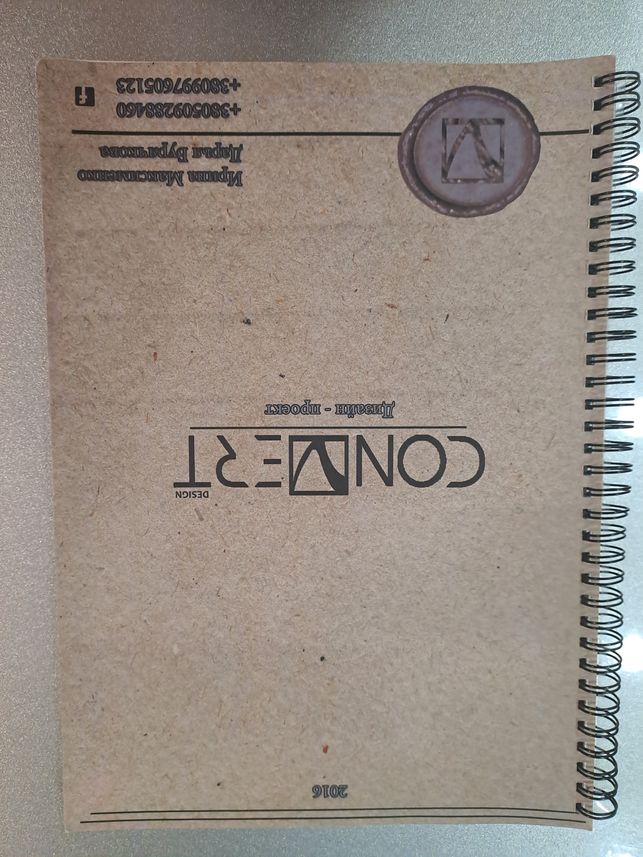 2016
DESIGN
CONVERT
Дизайн - проект
Ирина Максименко
Дарья Бурячкова
+380509288460
+380997605123
f